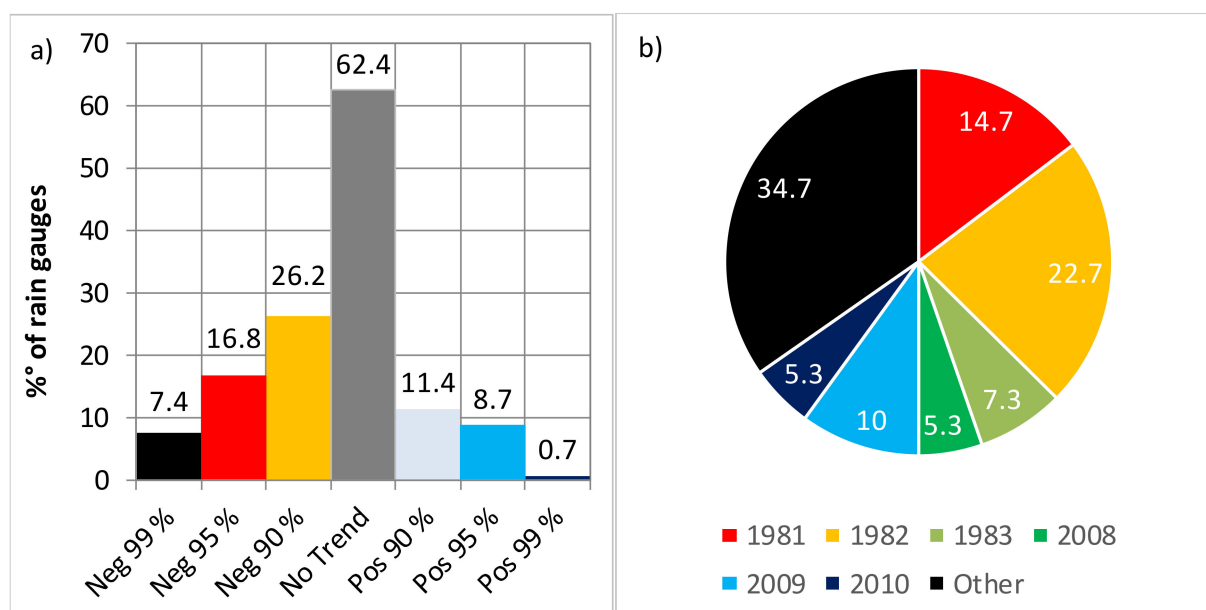 a)
%° of rain gauges
70
60
50
40
30
20
10
0
7.4
16.8
26.2
62.4
11.4
8.7
0.7
Neg 99 %
Neg 95 %
Neg 90 %
No Trend
Pos 90 %
Pos 95 %
Pos 99 %
b)
14.7
22.7
7.3
5.3
10
5.3
34.7
1981 1982 1983 2008
2009 2010 Other